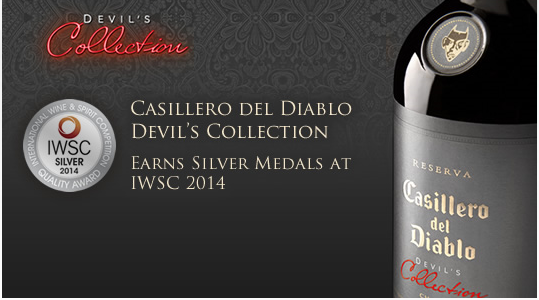 DEVIL'S
Collection
INTERNATIONAL WINE & SPIRIT COMPETITION
IWSC
SILVER
2014
QUALITY AWARD
CASILLERO DEL DIABLO
DEVIL'S COLLECTION
EARNS SILVER MEDALS AT
IWSC 2014
RESERVA
Casillero
del
Diablo
DEVIL'S
Collection